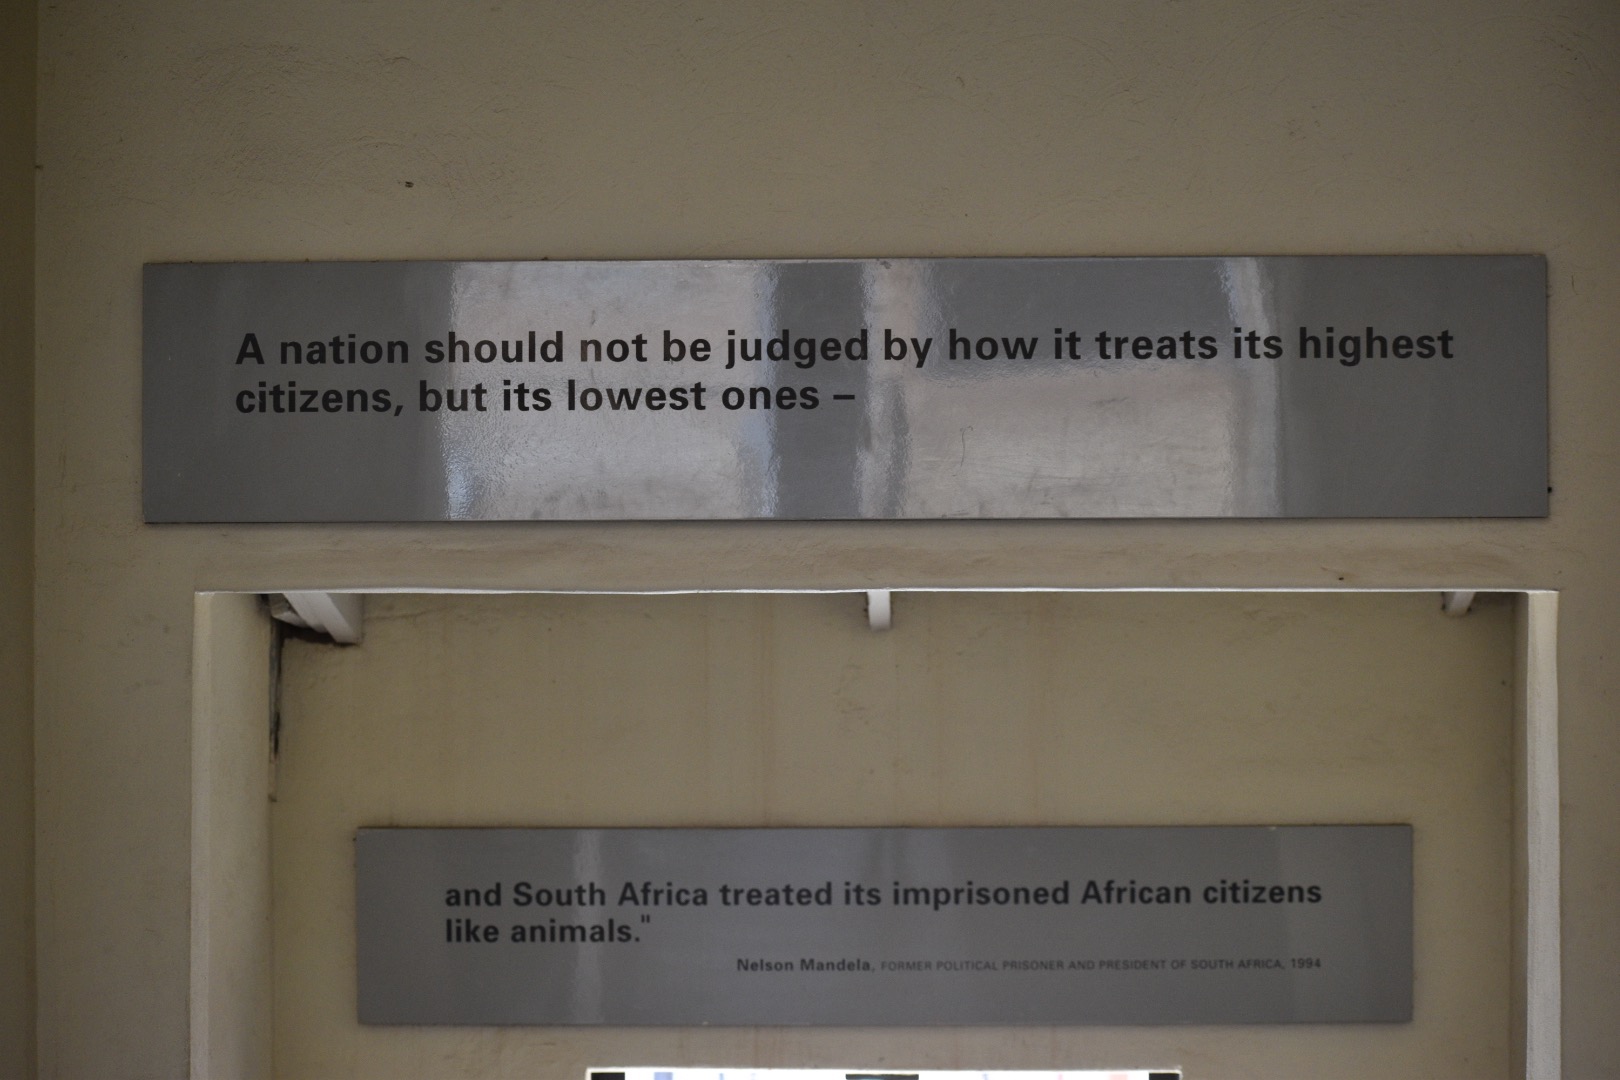 A nation should not be judged by how it treats its highest
citizens, but its lowest ones –
and South Africa treated its imprisoned African citizens
like animals."
Nelson Mandela, FORMER POLITICAL PRISONER AND PRESIDENT OF SOUTH AFRICA, 1994